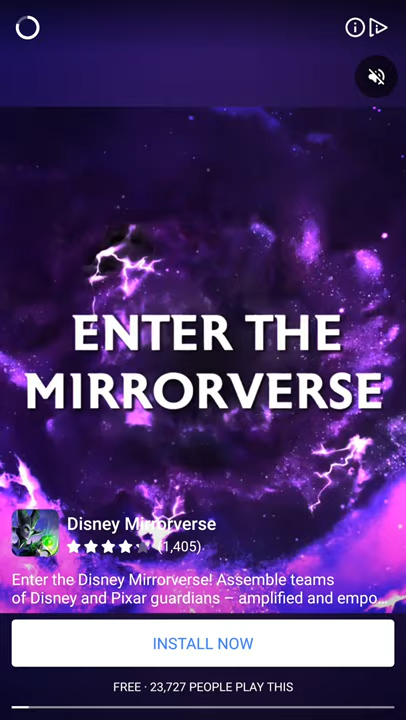 ENTER THE
MIRRORVERSE
Disney Mirrorverse
(1,405)
Enter the Disney Mirrorverse! Assemble teams
of Disney and Pixar guardians – amplified and empo...
INSTALL NOW
FREE · 23,727 PEOPLE PLAY THIS